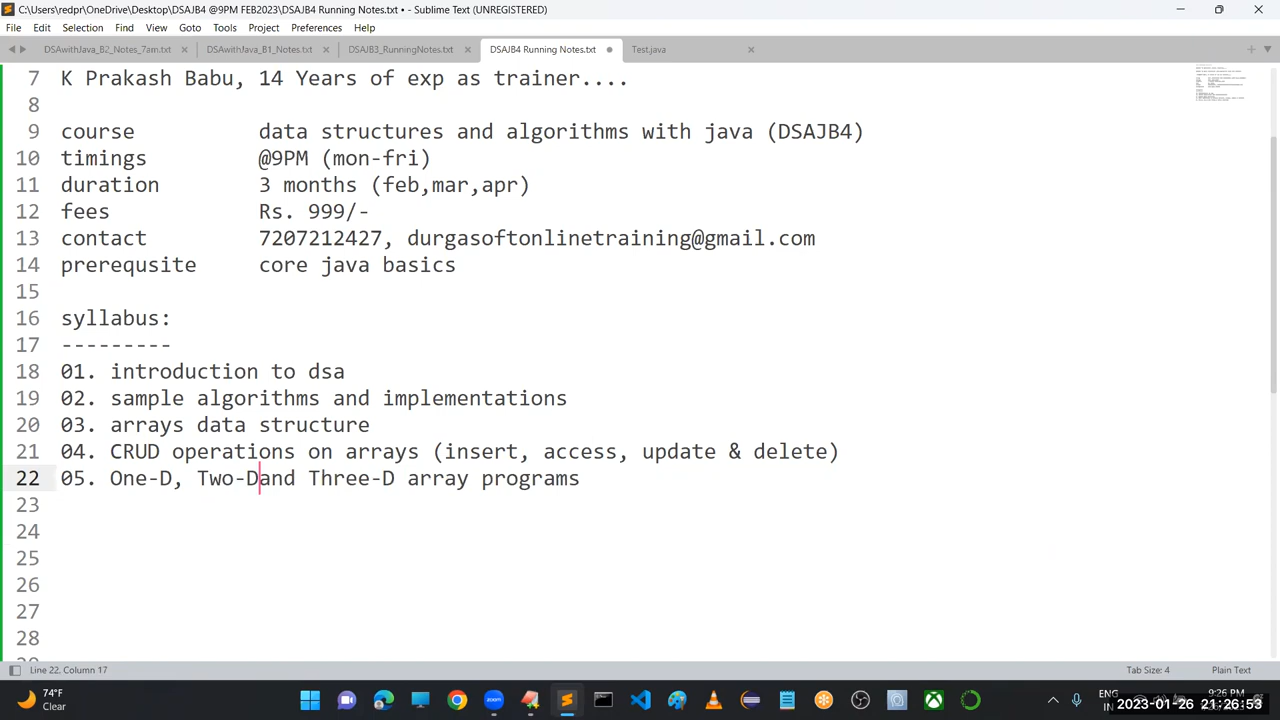 C:\Users\redpr\OneDrive\Desktop\DSAJB4 @9PM FEB2023\DSAJB4 Running Notes.txt • - Sublime Text (UNREGISTERED)
File Edit Selection Find View Goto Tools Project Preferences Help
DSAwithJava_B2_Notes_7am.txt DSAwithJava_B1_Notes.txt DSAJB3_RunningNotes.txt DSAJB4 Running Notes.txt Test.java
7 K Prakash Babu, 14 Years of exp as trainer....
8
9 course data structures and algorithms with java (DSAJB4)
10 timings @9PM (mon-fri)
11 duration 3 months (feb,mar,apr)
12 fees Rs. 999/-
13 contact 7207212427, durgasoftonlinetraining@gmail.com
14 prerequsite core java basics
15
16 syllabus:
17 ---------
18 01. introduction to dsa
19 02. sample algorithms and implementations
20 03. arrays data structure
21 04. CRUD operations on arrays (insert, access, update & delete)
22 05. One-D, Two-Dand Three-D array programs
23
24
25
26
27
28
Line 22, Column 17 Tab Size: 4 Plain Text
74°F
Clear
ENG
IN
9:26 PM
2023-01-26 21:26:53